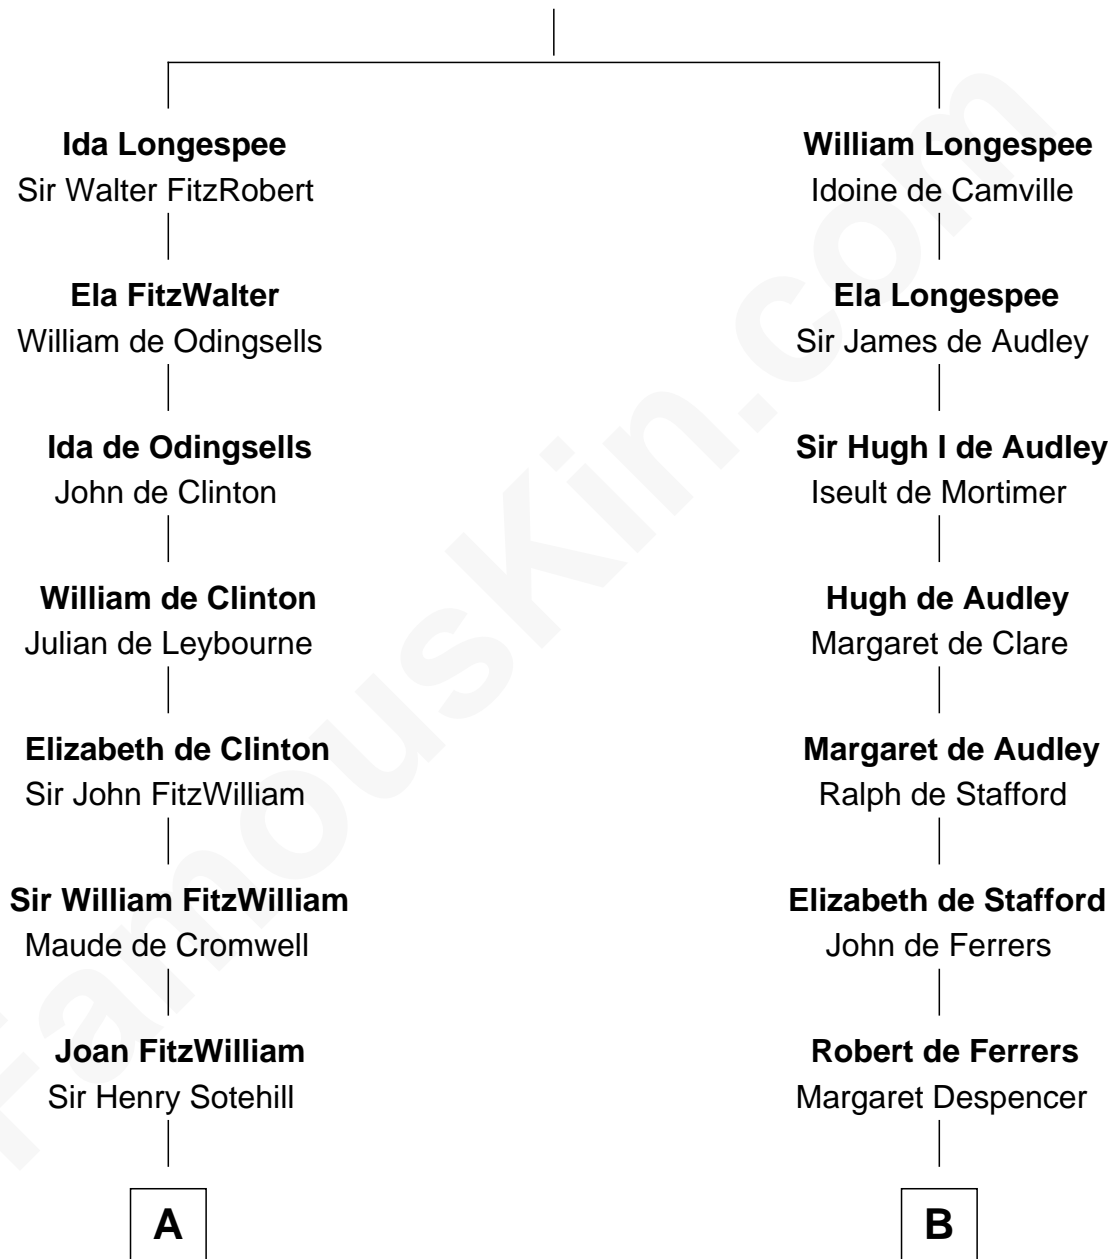 Ida Longespee
Sir Walter FitzRobert
Ela FitzWalter
William de Odingsells
Ida de Odingsells
John de Clinton
William de Clinton
Julian de Leybourne
Elizabeth de Clinton
Sir John FitzWilliam
Sir William FitzWilliam
Maude de Cromwell
Joan FitzWilliam
Sir Henry Sotehill
A
William Longespee
Idoine de Camville
Ela Longespee
Sir James de Audley
Sir Hugh I de Audley
Iseult de Mortimer
Hugh de Audley
Margaret de Clare
Margaret de Audley
Ralph de Stafford
Elizabeth de Stafford
John de Ferrers
Robert de Ferrers
Margaret Despencer
B
FamousKin.com